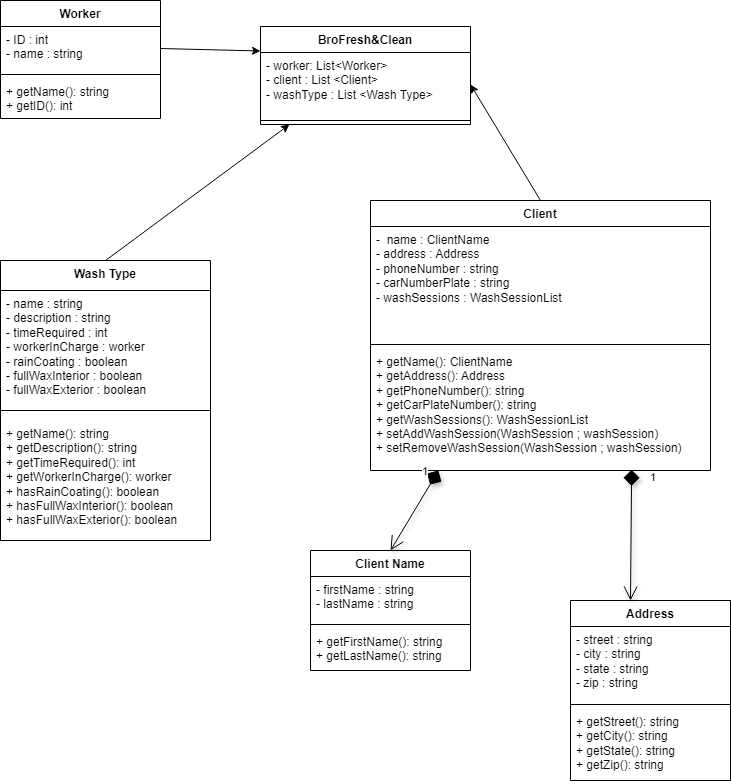 Worker
- ID : int
- name : string
+ getName(): string
+ getID(): int
BroFresh&Clean
- worker: List<Worker>
- client : List <Client>
- washType : List <Wash Type>
Client
- name : ClientName
- address : Address
- phoneNumber : string
- carNumberPlate : string
- washSessions : WashSessionList
+ getName(): ClientName
+ getAddress(): Address
+ getPhoneNumber(): string
+ getCarPlateNumber(): string
+ getWashSessions(): WashSessionList
+ setAddWashSession(WashSession ; washSession)
+ setRemoveWashSession(WashSession ; washSession)
Wash Type
- name : string
- description : string
- timeRequired : int
- workerInCharge : worker
- rainCoating : boolean
- fullWaxInterior : boolean
- fullWaxExterior : boolean
+ getName(): string
+ getDescription(): string
+ getTimeRequired(): int
+ getWorkerInCharge(): worker
+ hasRainCoating(): boolean
+ hasFullWaxInterior(): boolean
+ hasFullWaxExterior(): boolean
1
1
Client Name
- firstName : string
- lastName : string
+ getFirstName(): string
+ getLastName(): string
Address
- street : string
- city : string
- state : string
- zip : string
+ getStreet(): string
+ getCity(): string
+ getState(): string
+ getZip(): string